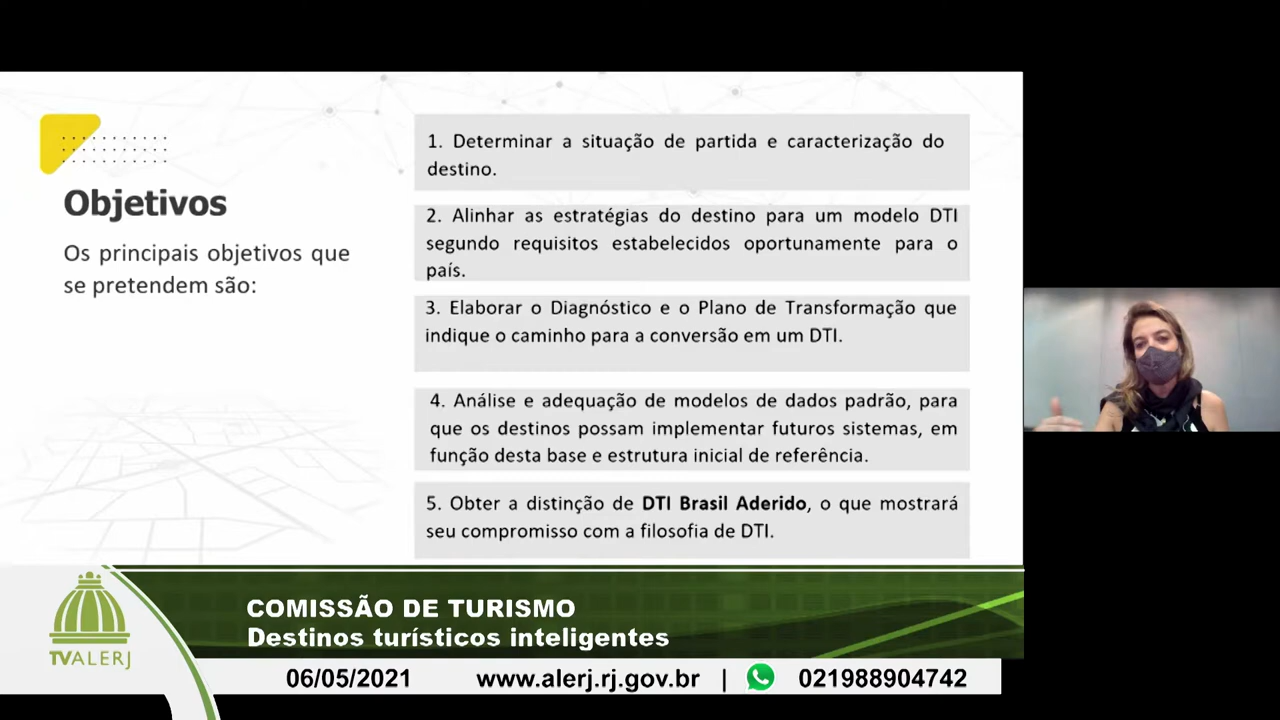 Objetivos
Os principais objetivos que
se pretendem são:
1. Determinar a situação de partida e caracterização do
destino.
2. Alinhar as estratégias do destino para um modelo DTI
segundo requisitos estabelecidos oportunamente para o
país.
3. Elaborar o Diagnóstico e o Plano de Transformação que
indique o caminho para a conversão em um DTI.
4. Análise e adequação de modelos de dados padrão, para
que os destinos possam implementar futuros sistemas, em
função desta base e estrutura inicial de referência.
5. Obter a distinção de DTI Brasil Aderido, o que mostrará
seu compromisso com a filosofia de DTI.
COMISSÃO DE TURISMO
Destinos turísticos inteligentes
TVALERJ
06/05/2021 www.alerj.rj.gov.br | 021988904742